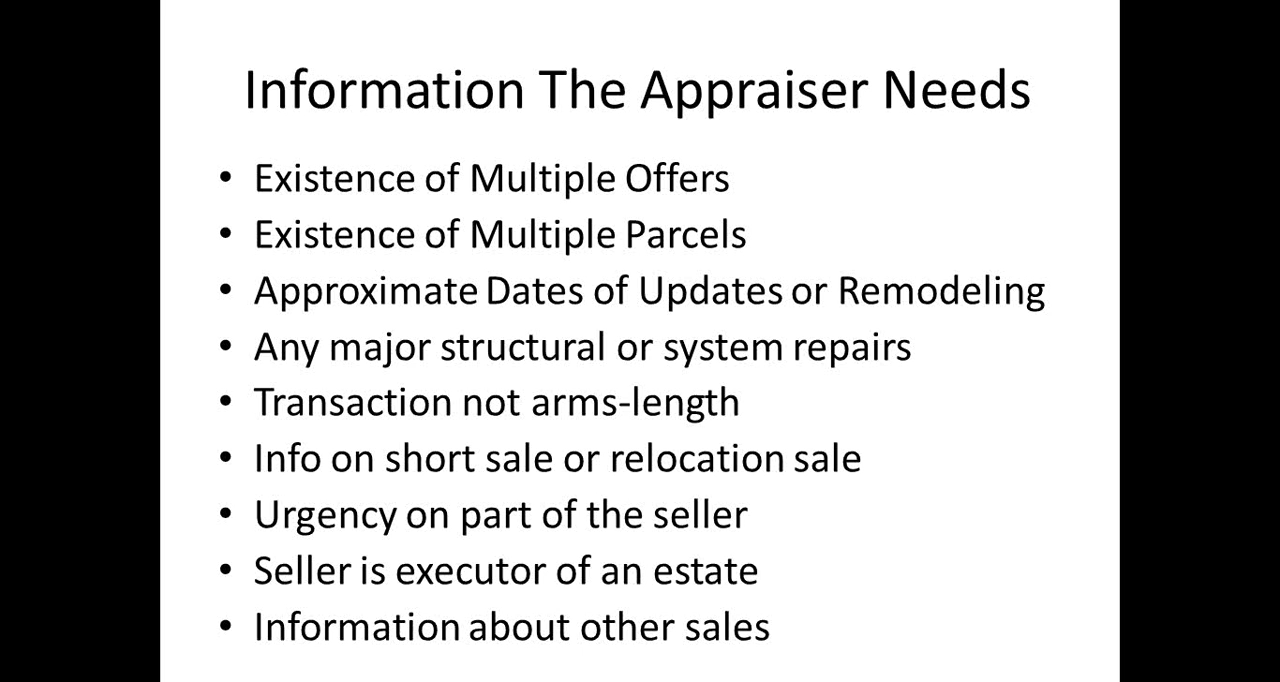 Information The Appraiser Needs
• Existence of Multiple Offers
• Existence of Multiple Parcels
• Approximate Dates of Updates or Remodeling
• Any major structural or system repairs
• Transaction not arms-length
• Info on short sale or relocation sale
• Urgency on part of the seller
• Seller is executor of an estate
• Information about other sales